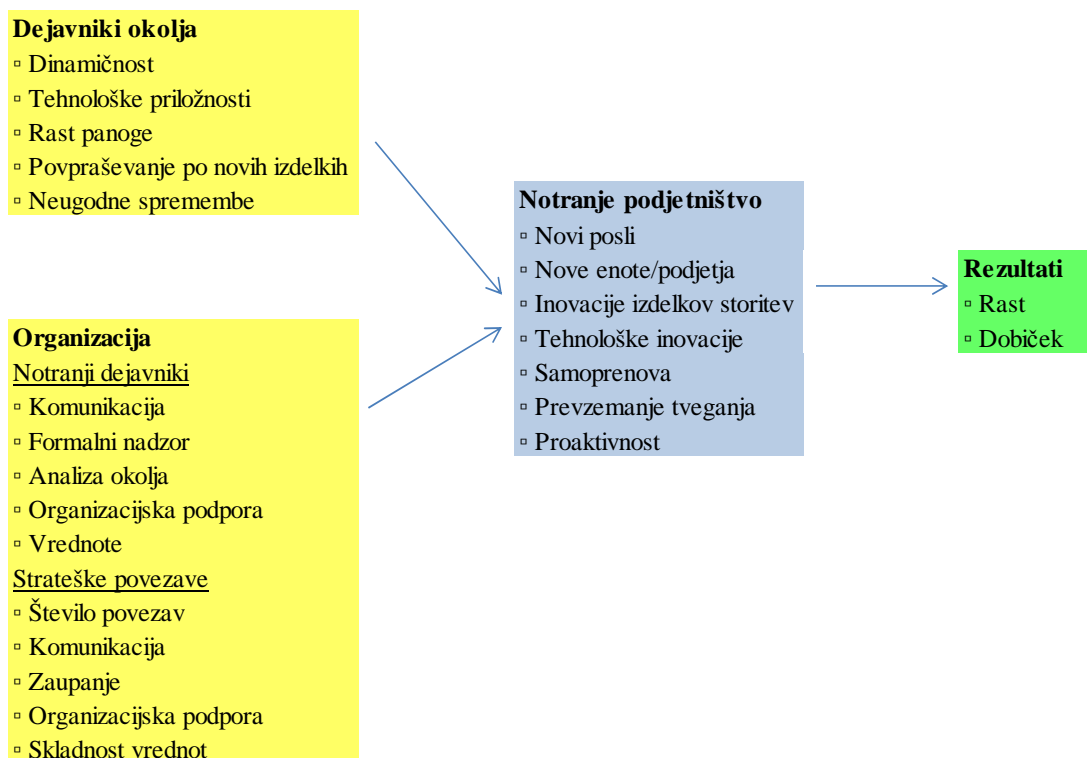 Dejavniki okolja
▫ Dinamičnost
▫ Tehnološke priložnosti
▫ Rast panoge
▫ Povpraševanje po novih izdelkih
▫ Neugodne spremembe
Organizacija
Notranji dejavniki
▫ Komunikacija
▫ Formalni nadzor
▫ Analiza okolja
▫ Organizacijska podpora
▫ Vrednote
Strateške povezave
▫ Število povezav
▫ Komunikacija
▫ Zaupanje
▫ Organizacijska podpora
▫ Skladnost vrednot
Notranje podjetništvo
▫ Novi posli
▫ Nove enote/podjetja
▫ Inovacije izdelkov storitev
▫ Tehnološke inovacije
▫ Samoprenova
▫ Prevzemanje tveganja
▫ Proaktivnost
Rezultati
▫ Rast
▫ Dobiček